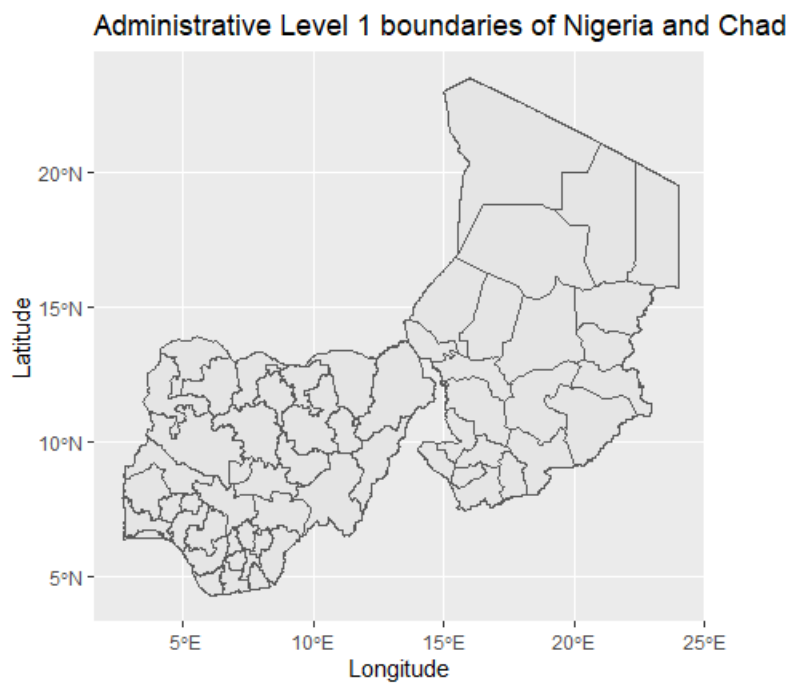 Administrative Level 1 boundaries of Nigeria and Chad
20°N
15°N
10°N
5°N
Latitude
5°E
10°E
15°E
20°E
25°E
Longitude